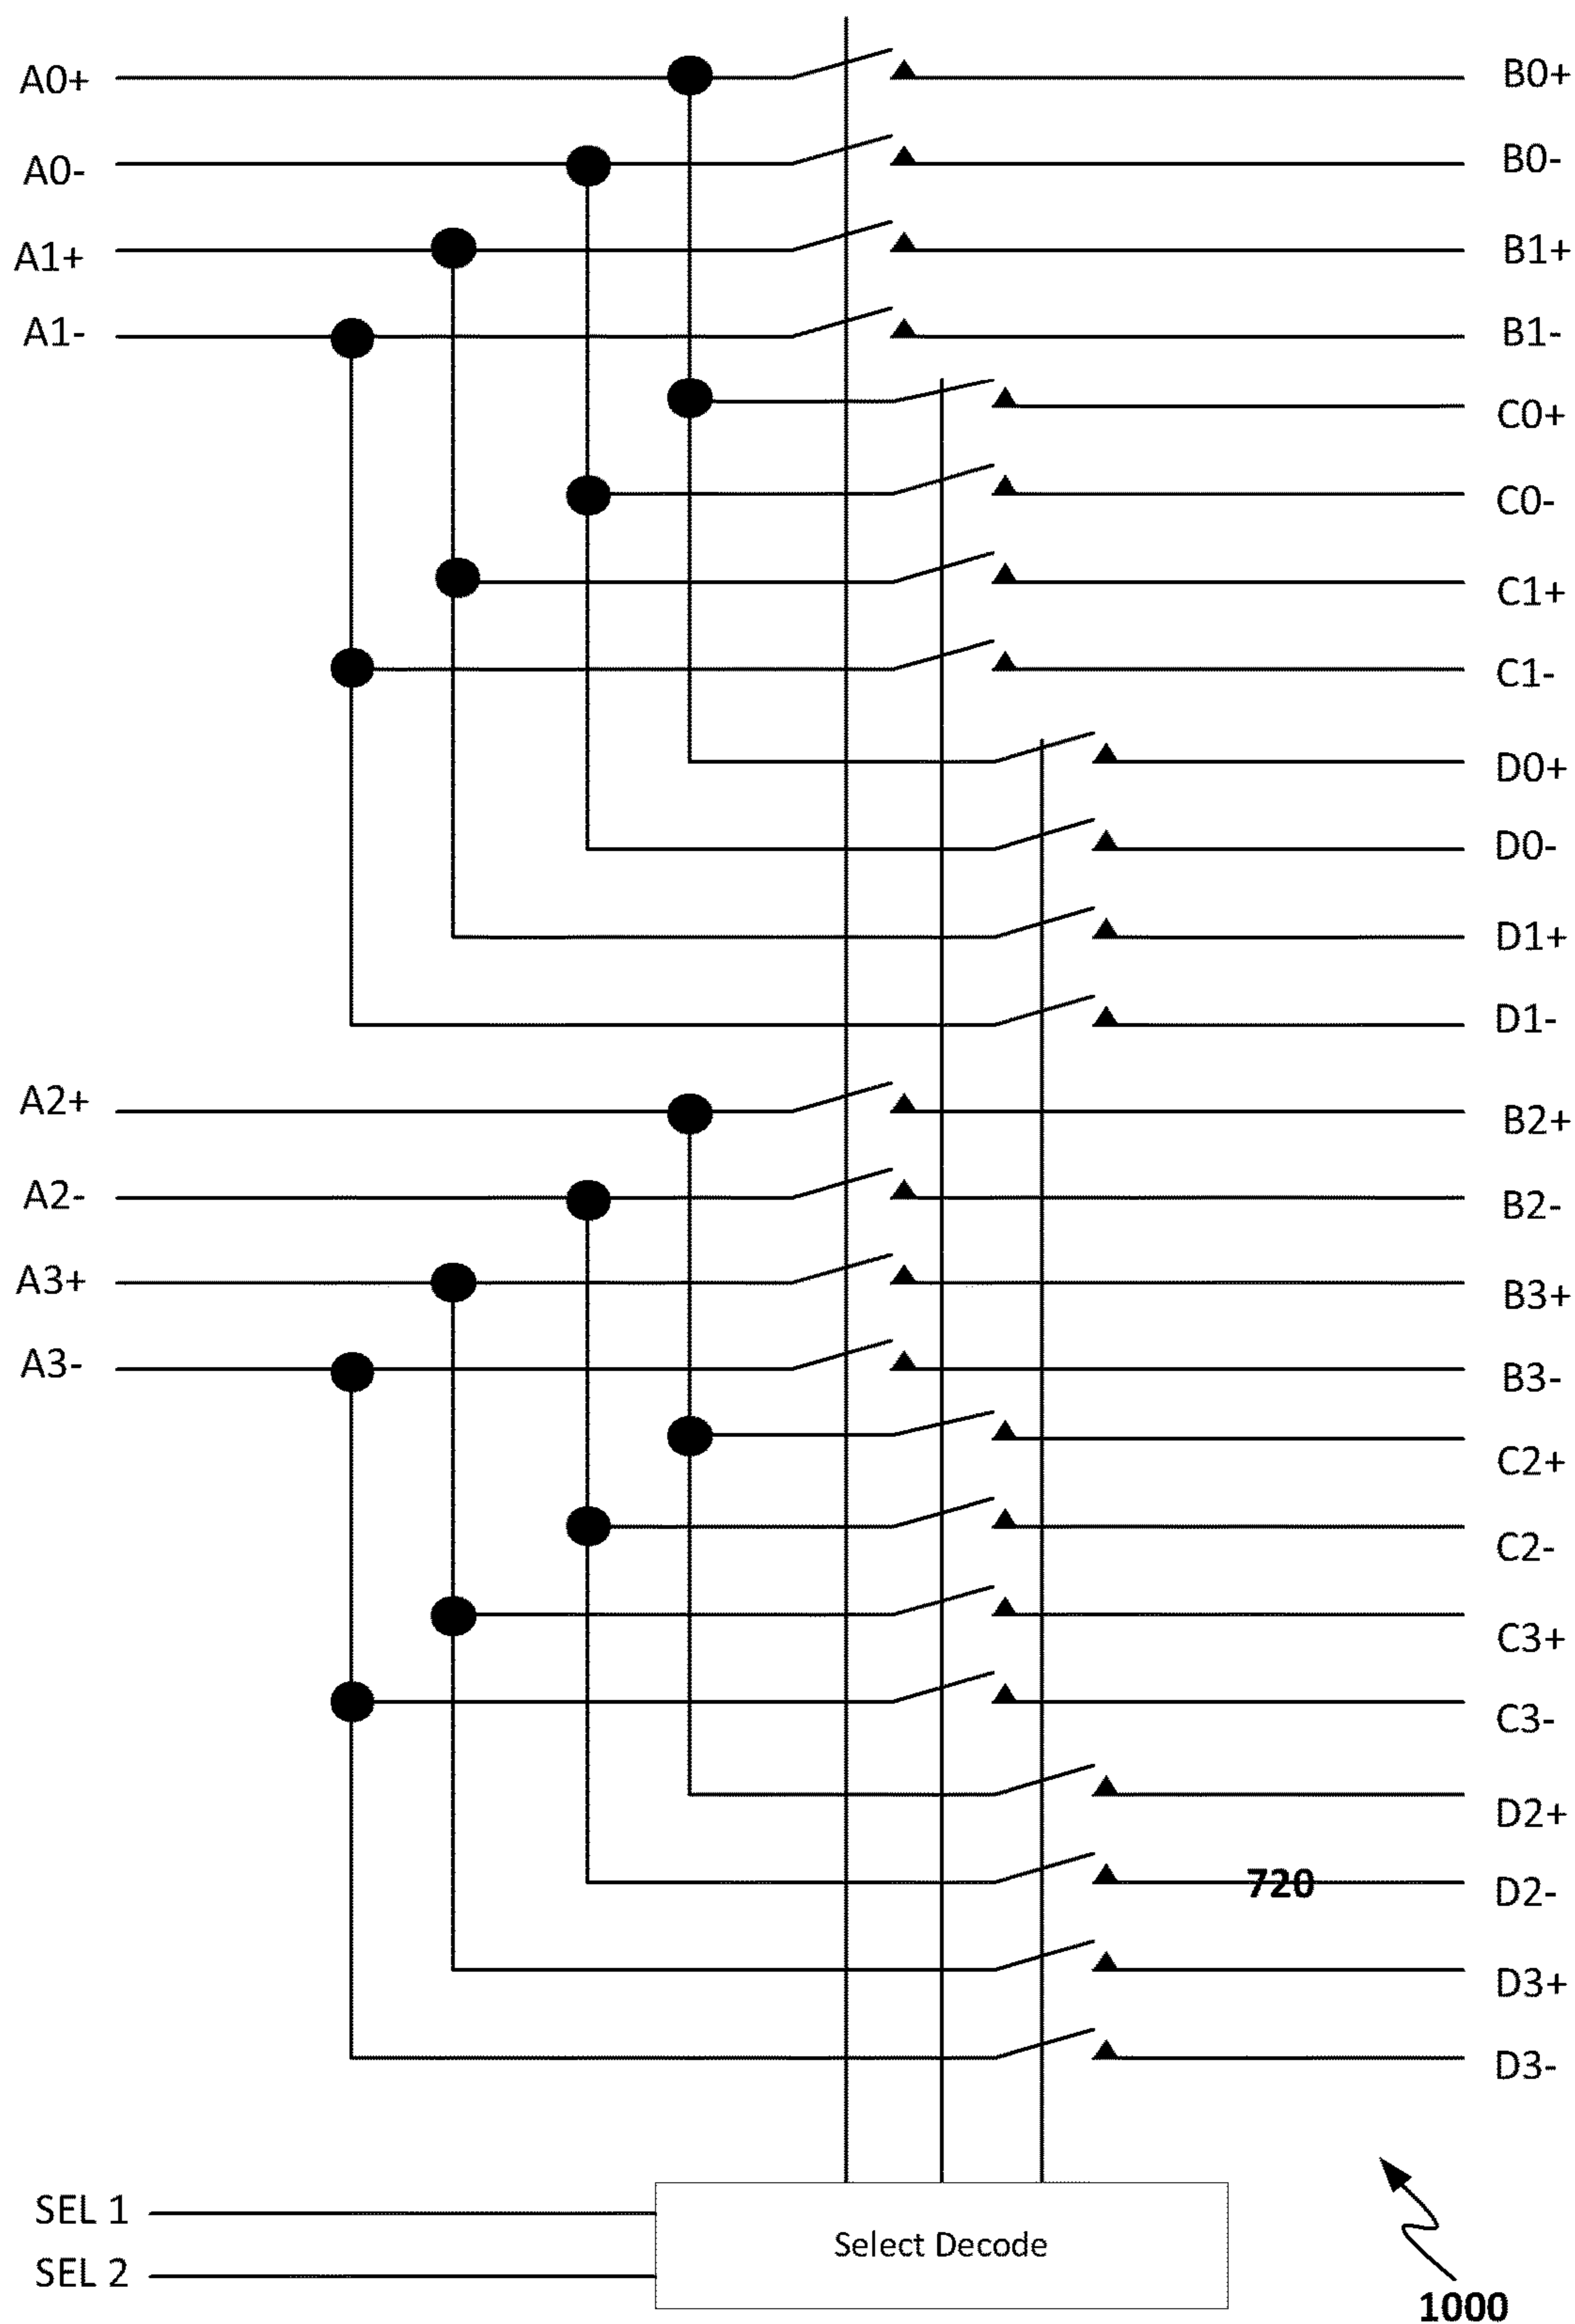 A0+ B0+
A0- B0-
A1+ B1+
A1- B1-
C0+
C0-
C1+
C1-
D0+
D0-
D1+
D1-
A2+ B2+
A2- B2-
A3+ B3+
A3- B3-
C2+
C2-
C3+
C3-
D2+
720 D2-
D3+
D3-
SEL 1
Select Decode
SEL 2
1000